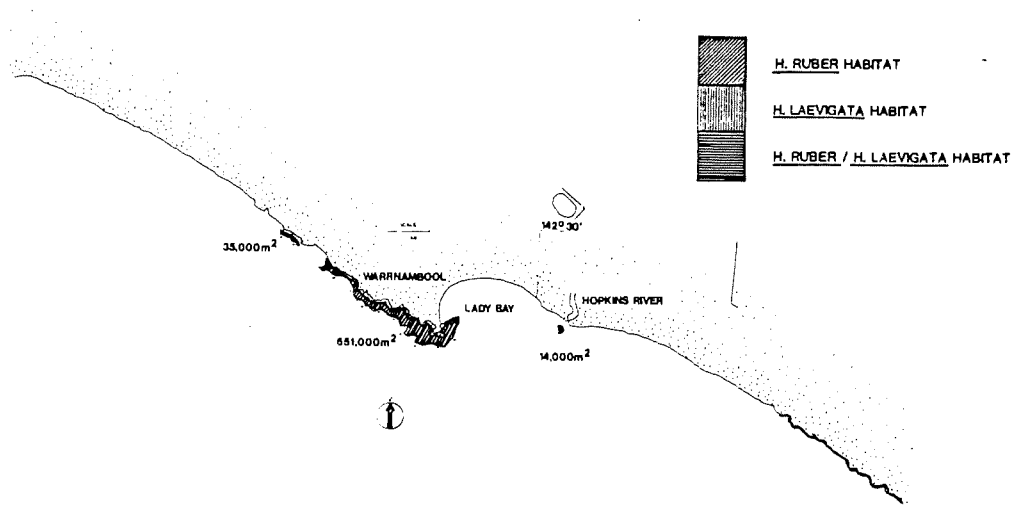 H. RUBER HABITAT
H. LAEVIGATA HABITAT
H. RUBER / H. LAEVIGATA HABITAT
142° 30'
35,000m²
WARRNAMBOOL
LADY BAY
HOPKINS RIVER
651,000m²
14,000m²